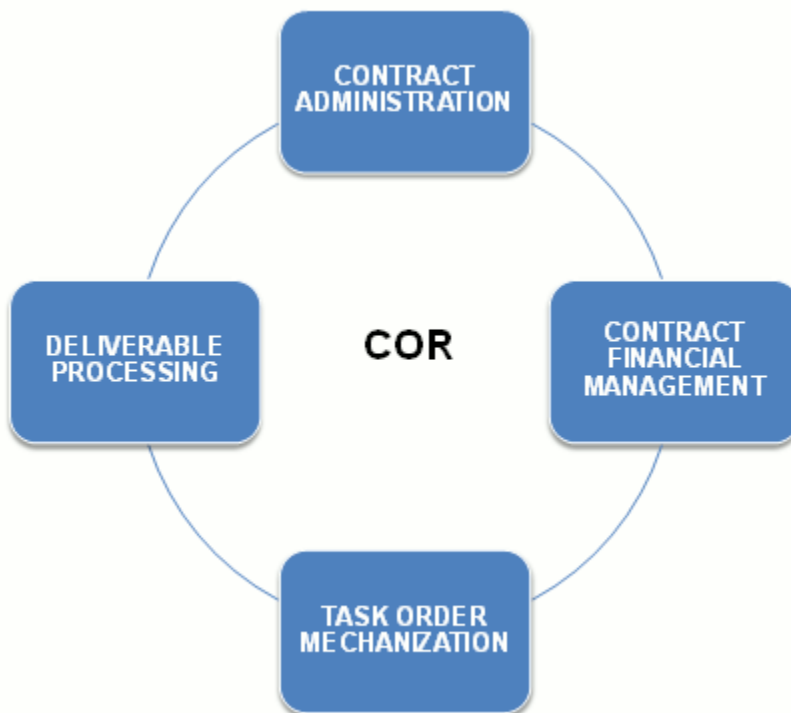 CONTRACT
ADMINISTRATION
DELIVERABLE
PROCESSING
COR
CONTRACT
FINANCIAL
MANAGEMENT
TASK ORDER
MECHANIZATION